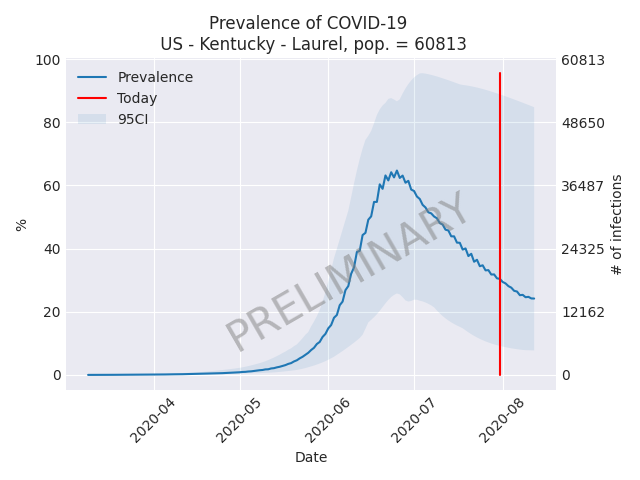 Prevalence of COVID-19
US - Kentucky - Laurel, pop. = 60813
100
80
60
40
20
0
%
60813
48650
36487
24325
12162
0
# of infections
Prevalence
Today
95CI
PRELIMINARY
2020-04
2020-05
2020-06
2020-07
2020-08
Date